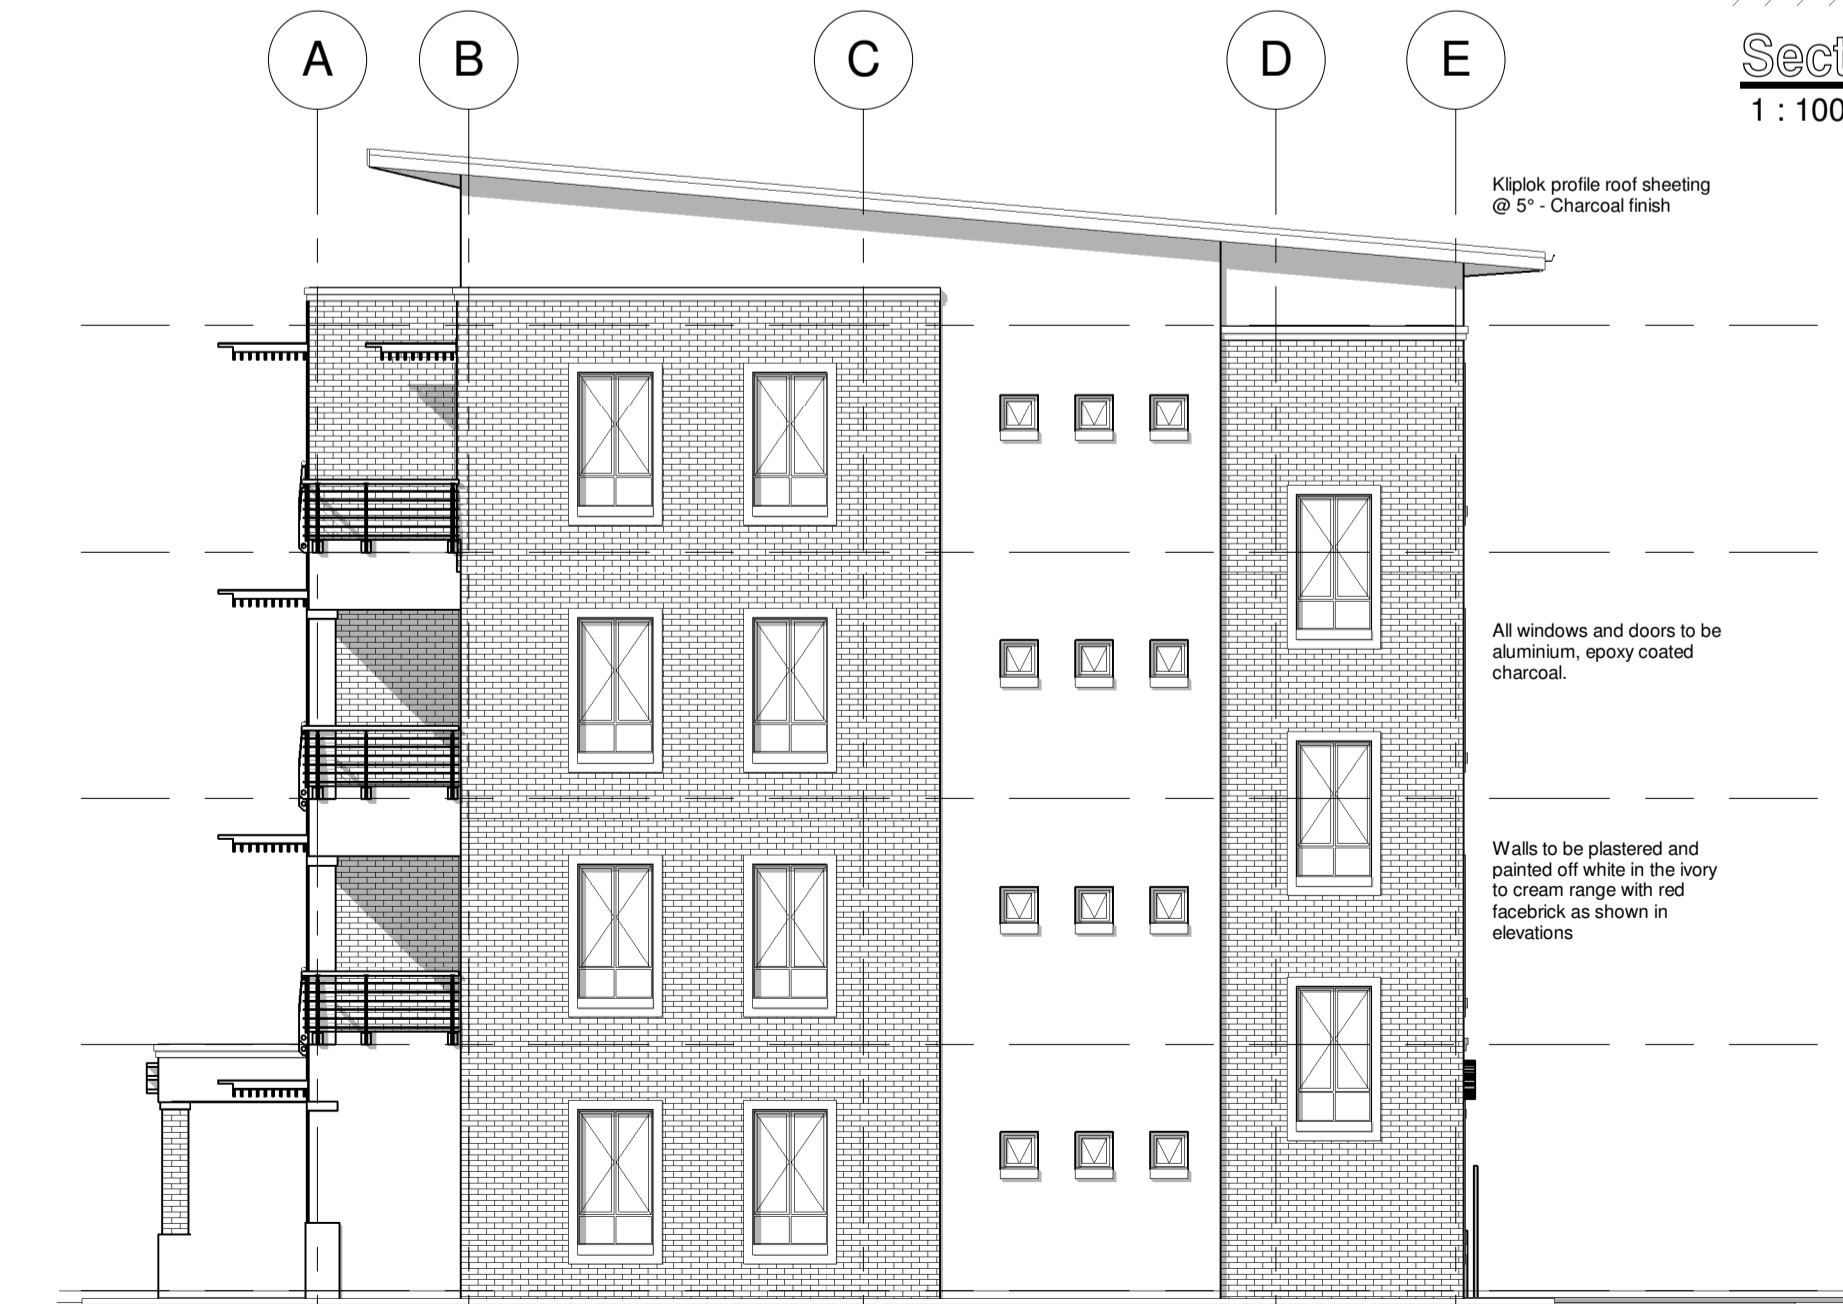 A B C D E
Sect
1 : 100
Kliplok profile roof sheeting
@ 5° - Charcoal finish
All windows and doors to be
aluminium, epoxy coated
charcoal.
Walls to be plastered and
painted off white in the ivory
to cream range with red
facebrick as shown in
elevations